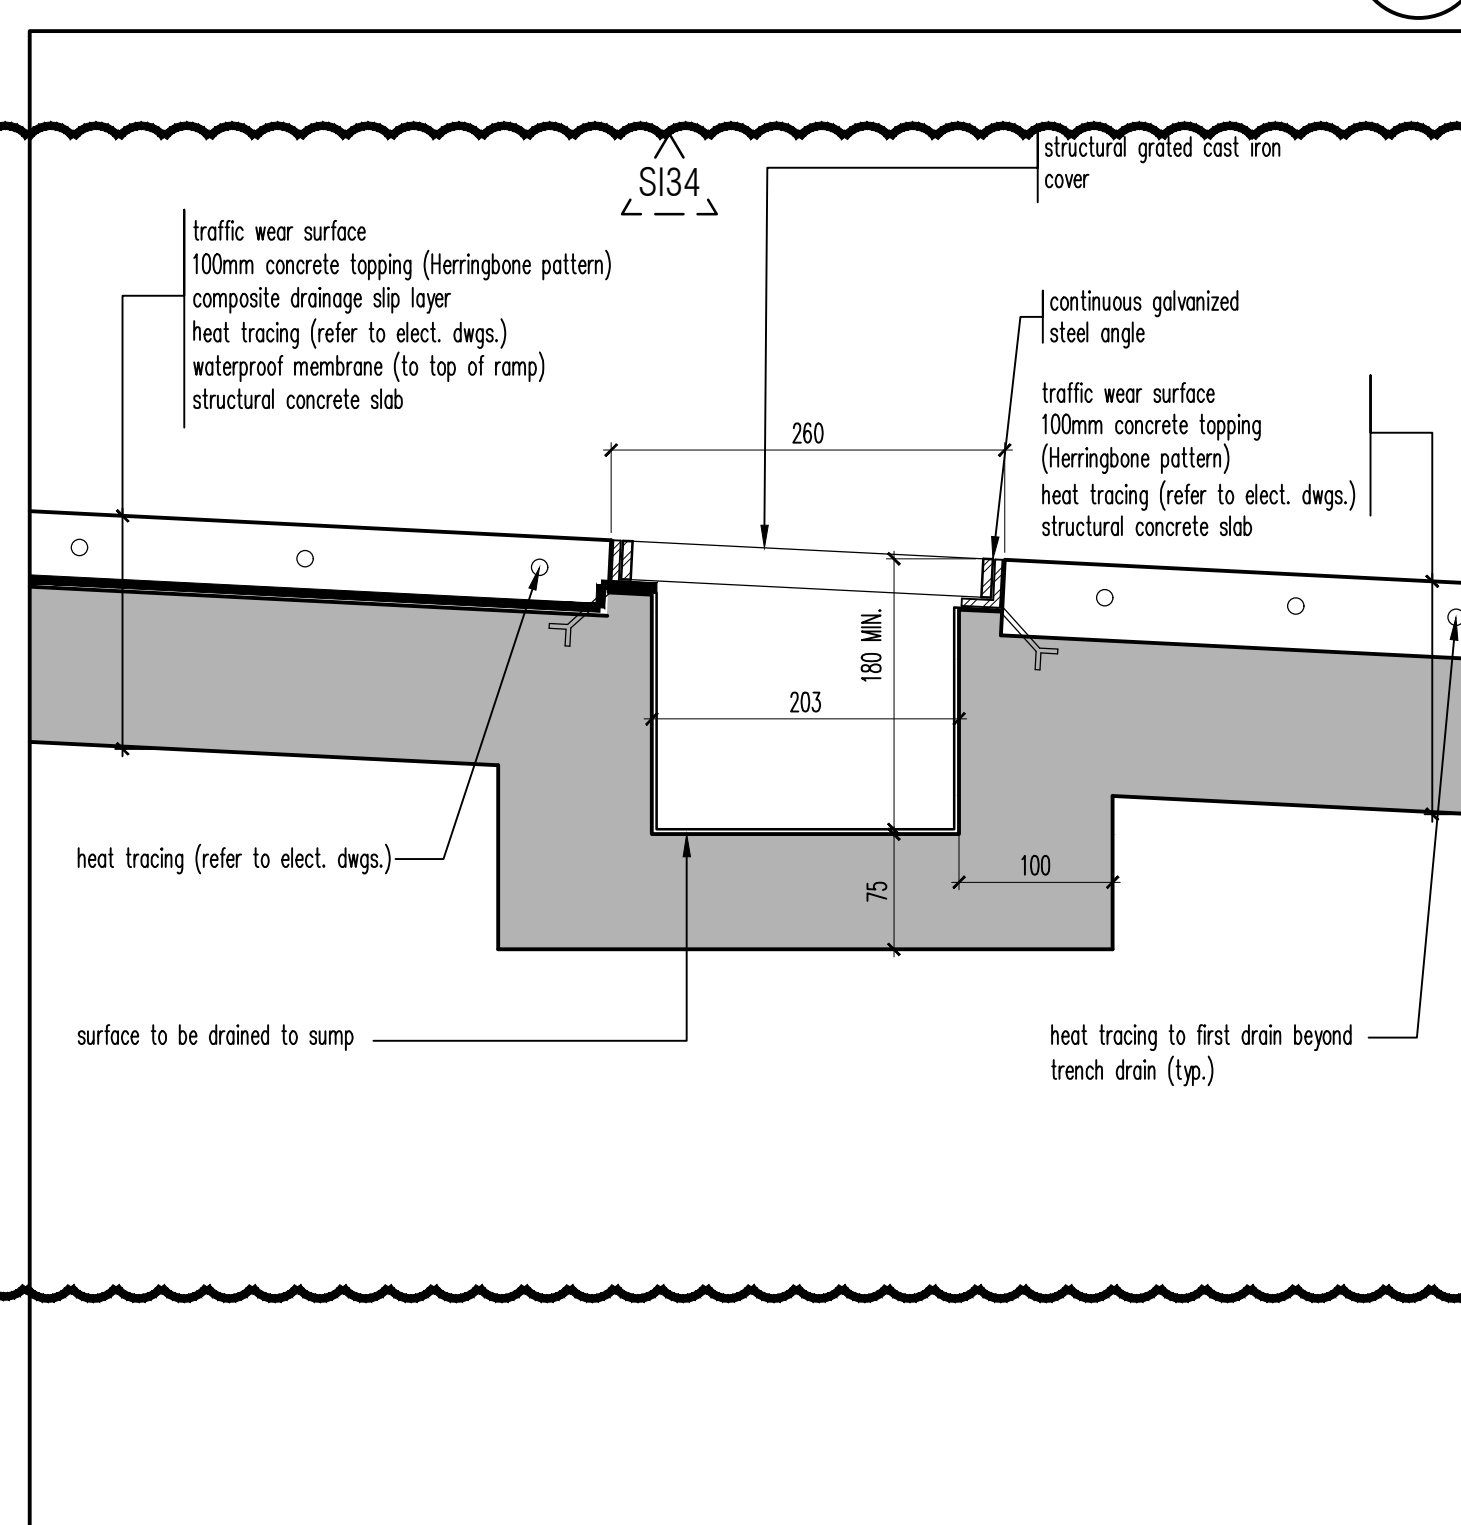 structural grated cast iron
cover
SI34
traffic wear surface
100mm concrete topping (Herringbone pattern)
composite drainage slip layer
heat tracing (refer to elect. dwgs.)
waterproof membrane (to top of ramp)
structural concrete slab
continuous galvanized
steel angle
traffic wear surface
100mm concrete topping
(Herringbone pattern)
heat tracing (refer to elect. dwgs.)
structural concrete slab
260
180 MIN.
203
heat tracing (refer to elect. dwgs.)
100
75
surface to be drained to sump
heat tracing to first drain beyond
trench drain (typ.)